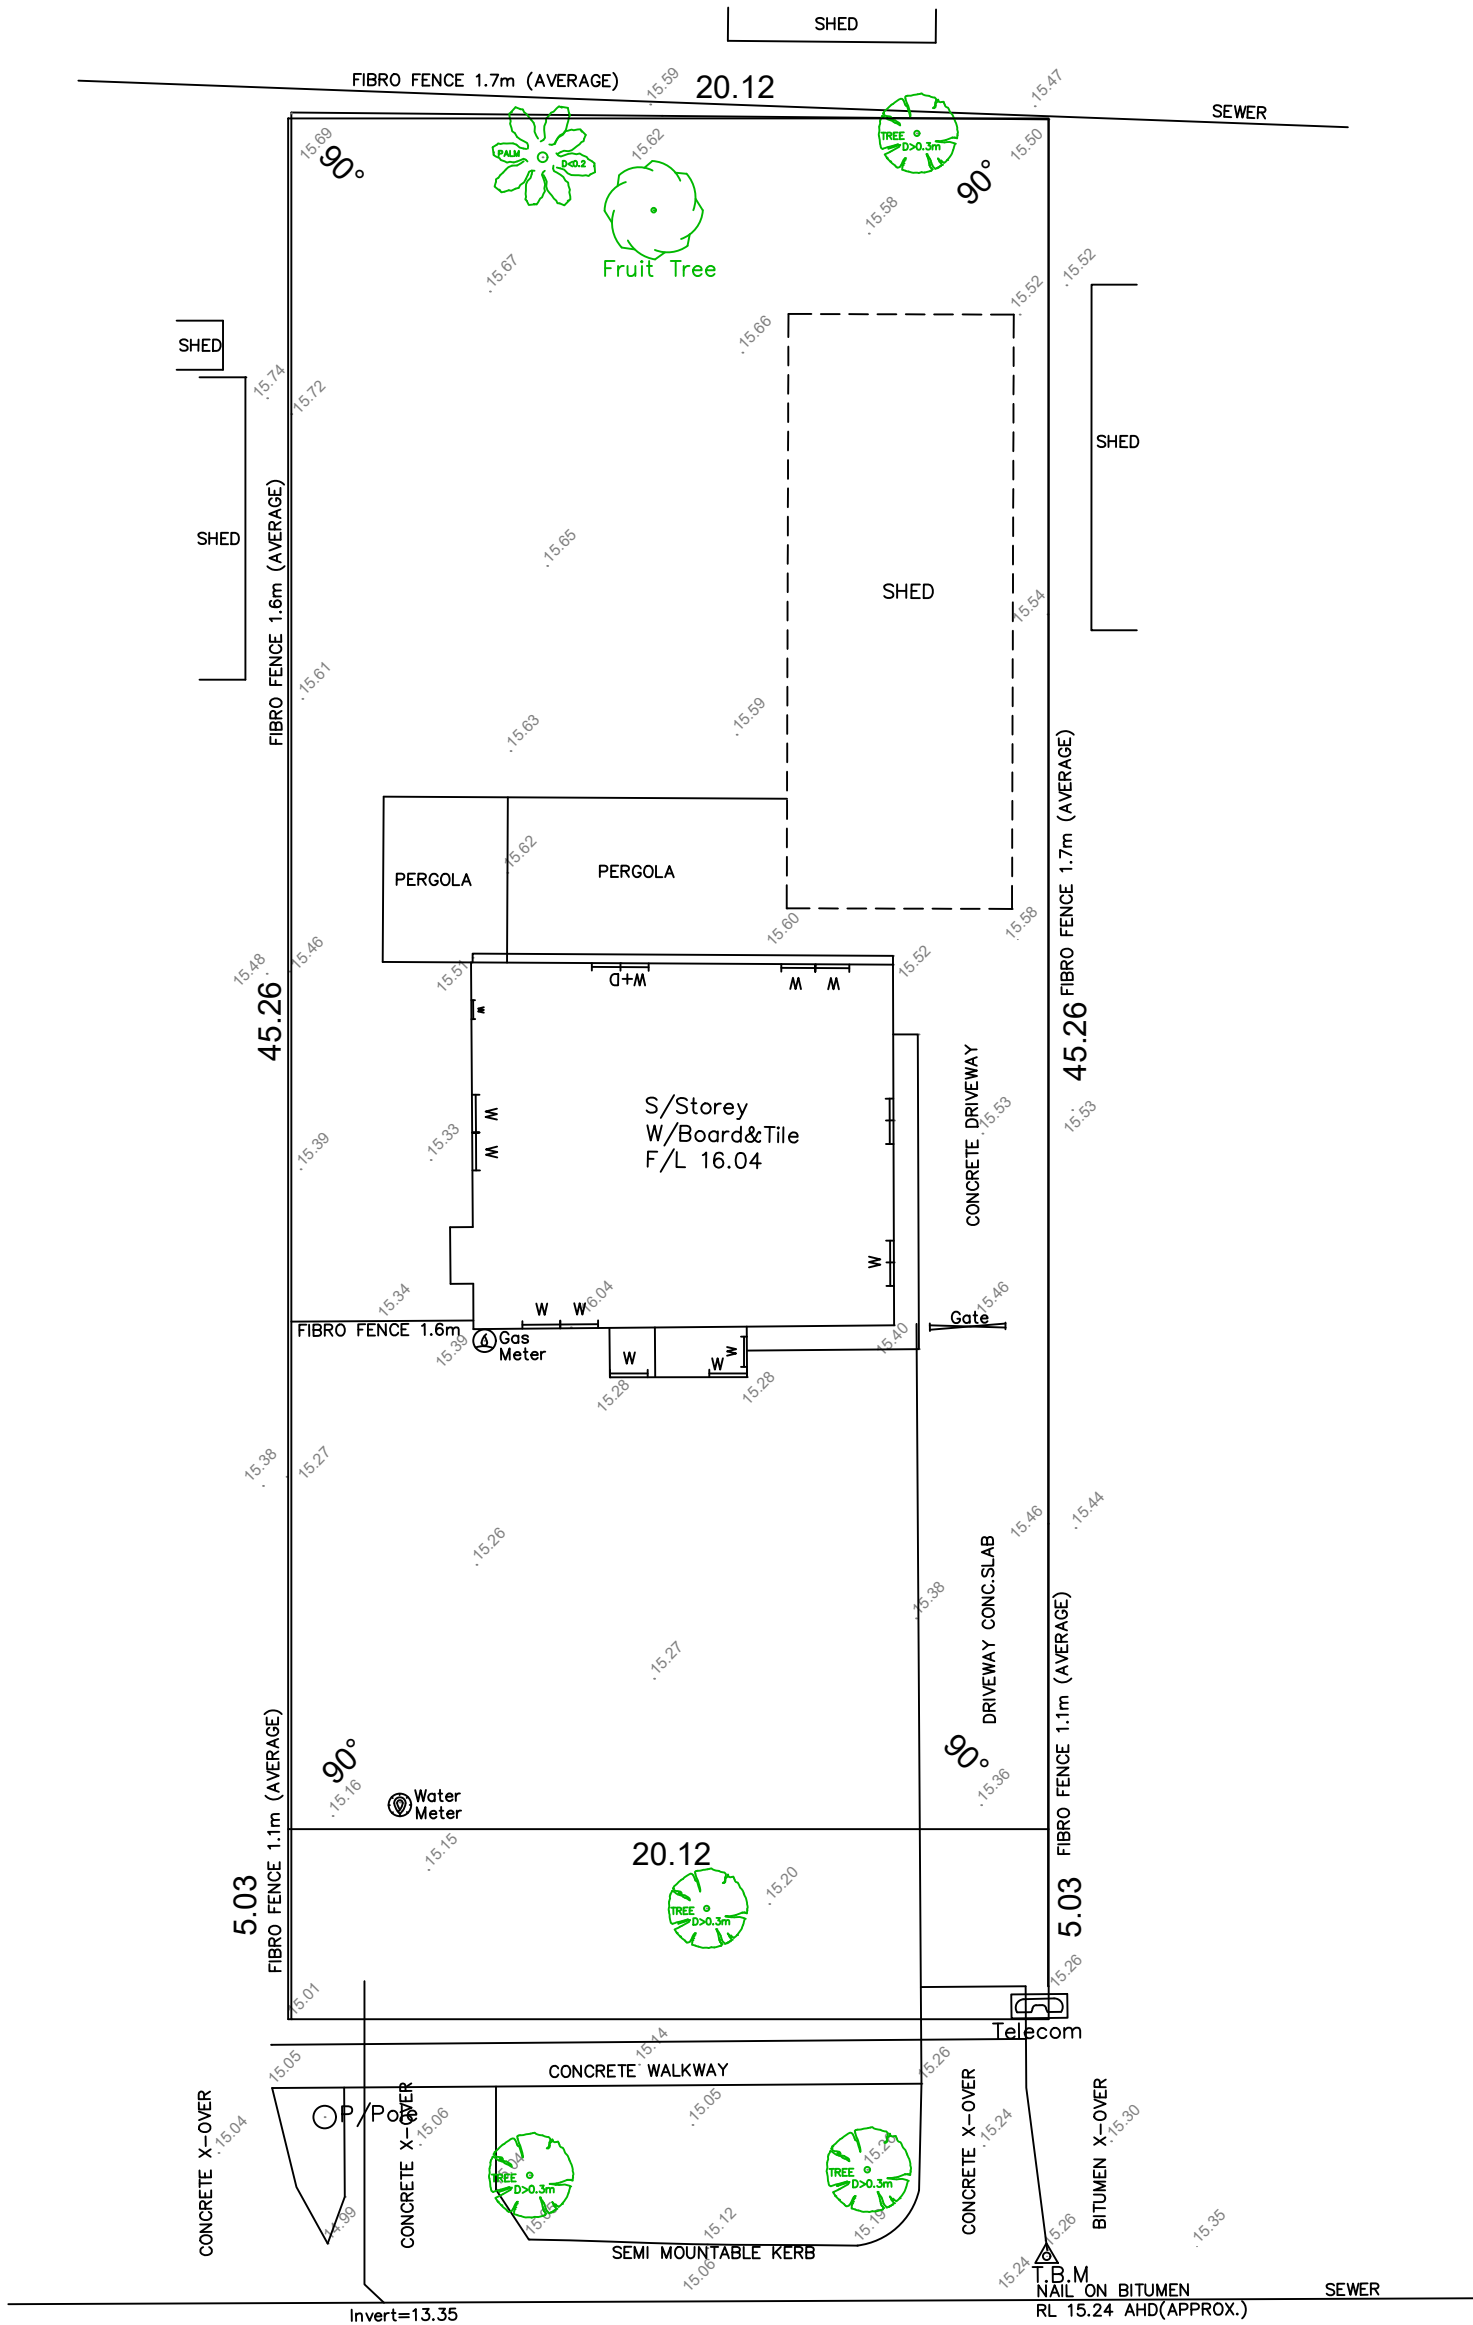 SHED
FIBRO FENCE 1.7m (AVERAGE)
15.59
20.12
15.47
SEWER
15.69
90°
PALM
D<0.2
15.62
TREE
D>0.3m
15.50
90°
15.58
Fruit Tree
15.67
15.52
15.52
15.66
SHED
15.74
15.72
SHED
SHED
FIBRO FENCE 1.6m (AVERAGE)
15.65
SHED
15.54
15.61
15.63
15.59
FIBRO FENCE 1.7m (AVERAGE)
15.62
PERGOLA
PERGOLA
15.60
15.58
15.48
15.46
15.51
15.52
W+D
W
W
W
45.26
45.26
CONCRETE DRIVEWAY
S/Storey
W/Board&Tile
F/L 16.04
15.39
15.33
W
W
15.53
15.53
W
15.34
W
W
16.04
15.46
Gate
FIBRO FENCE 1.6m
15.39
Gas
Meter
15.40
W
W
W
15.28
15.28
15.38
15.27
15.26
15.46
15.44
DRIVEWAY CONC.SLAB
15.38
15.27
FIBRO FENCE 1.1m (AVERAGE)
FIBRO FENCE 1.1m (AVERAGE)
90°
90°
15.16
Water
Meter
15.36
15.15
20.12
5.03
15.20
5.03
TREE
D>0.3m
15.01
15.26
Telecom
15.14
15.05
CONCRETE WALKWAY
15.26
P/Pole
15.04
CONCRETE X-OVER
CONCRETE X-OVER
15.06
15.05
CONCRETE X-OVER
15.24
BITUMEN X-OVER
15.30
15.04
TREE
D>0.3m
15.26
TREE
D>0.3m
14.99
15.05
15.12
15.19
15.26
15.35
SEMI MOUNTABLE KERB
15.06
15.24
T.B.M
NAIL ON BITUMEN
RL 15.24 AHD(APPROX.)
SEWER
Invert=13.35